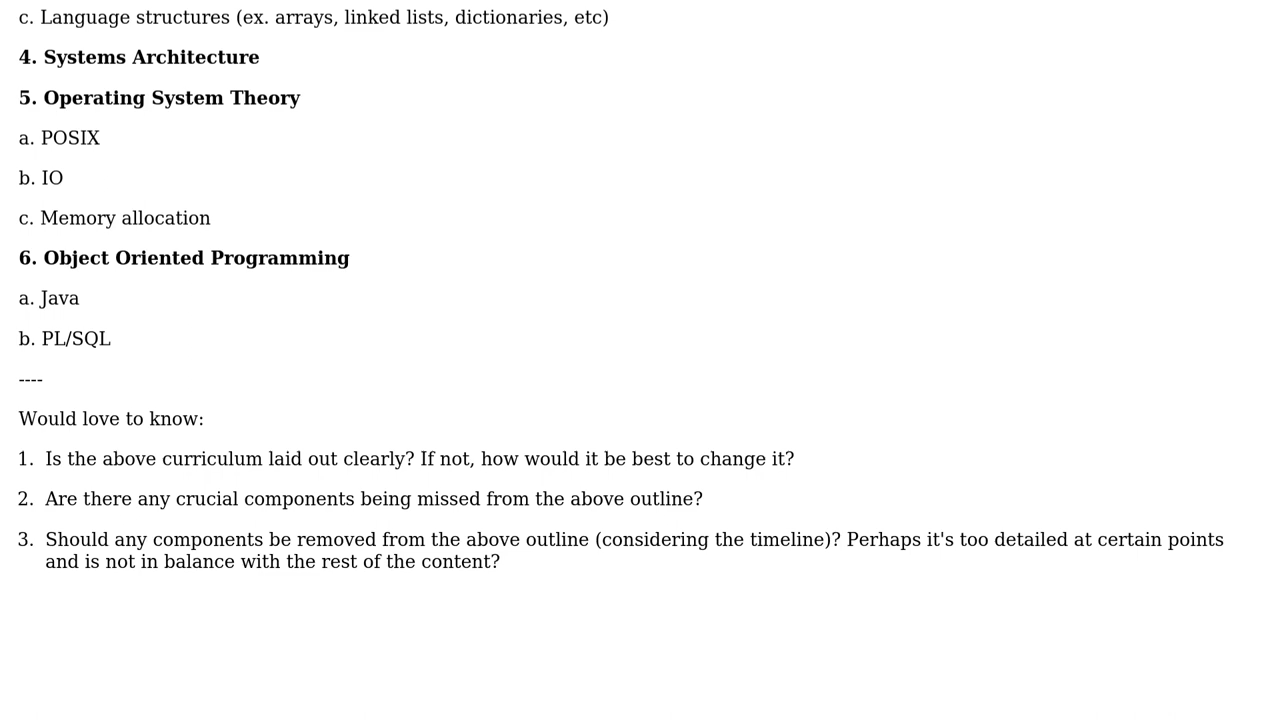 c. Language structures (ex. arrays, linked lists, dictionaries, etc)
4. Systems Architecture
5. Operating System Theory
a. POSIX
b. IO
c. Memory allocation
6. Object Oriented Programming
a. Java
b. PL/SQL
----
Would love to know:
1. Is the above curriculum laid out clearly? If not, how would it be best to change it?
2. Are there any crucial components being missed from the above outline?
3. Should any components be removed from the above outline (considering the timeline)? Perhaps it's too detailed at certain points
and is not in balance with the rest of the content?